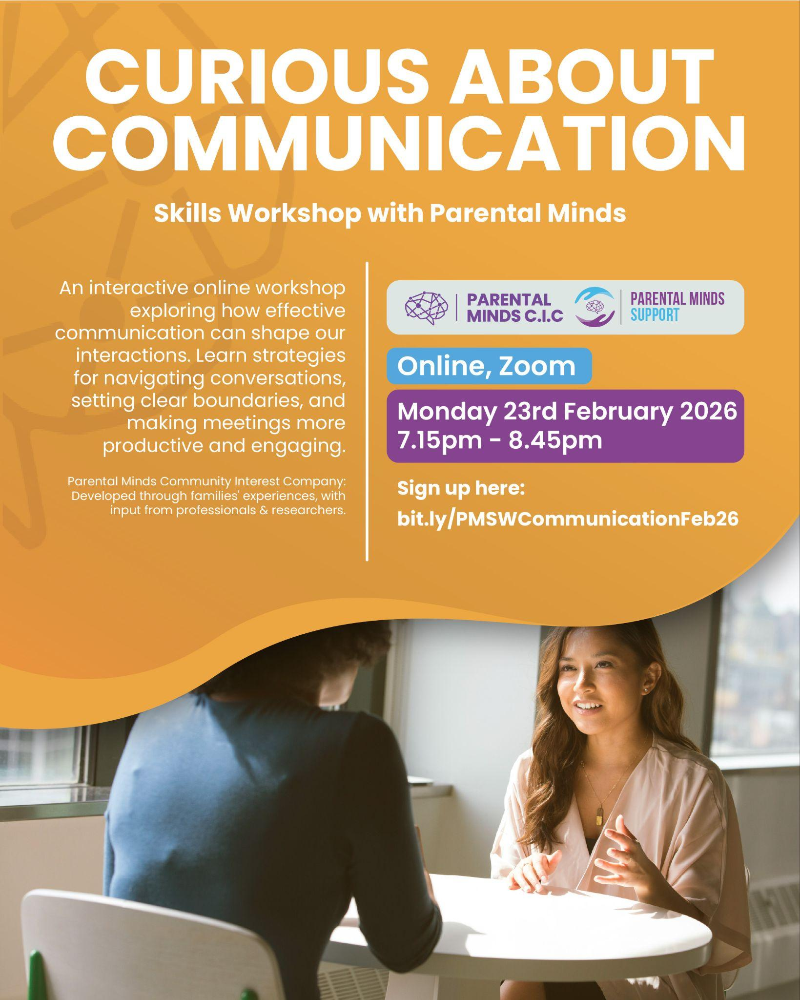 CURIOUS ABOUT
COMMUNICATION
Skills Workshop with Parental Minds
An interactive online workshop
exploring how effective
communication can shape our
interactions. Learn strategies
for navigating conversations,
setting clear boundaries, and
making meetings more
productive and engaging.
Parental Minds Community Interest Company:
Developed through families' experiences, with
input from professionals & researchers.
PARENTAL
MINDS C.I.C
PARENTAL MINDS
SUPPORT
Online, Zoom
Monday 23rd February 2026
7.15pm - 8.45pm
Sign up here:
bit.ly/PMSWCommunicationFeb26